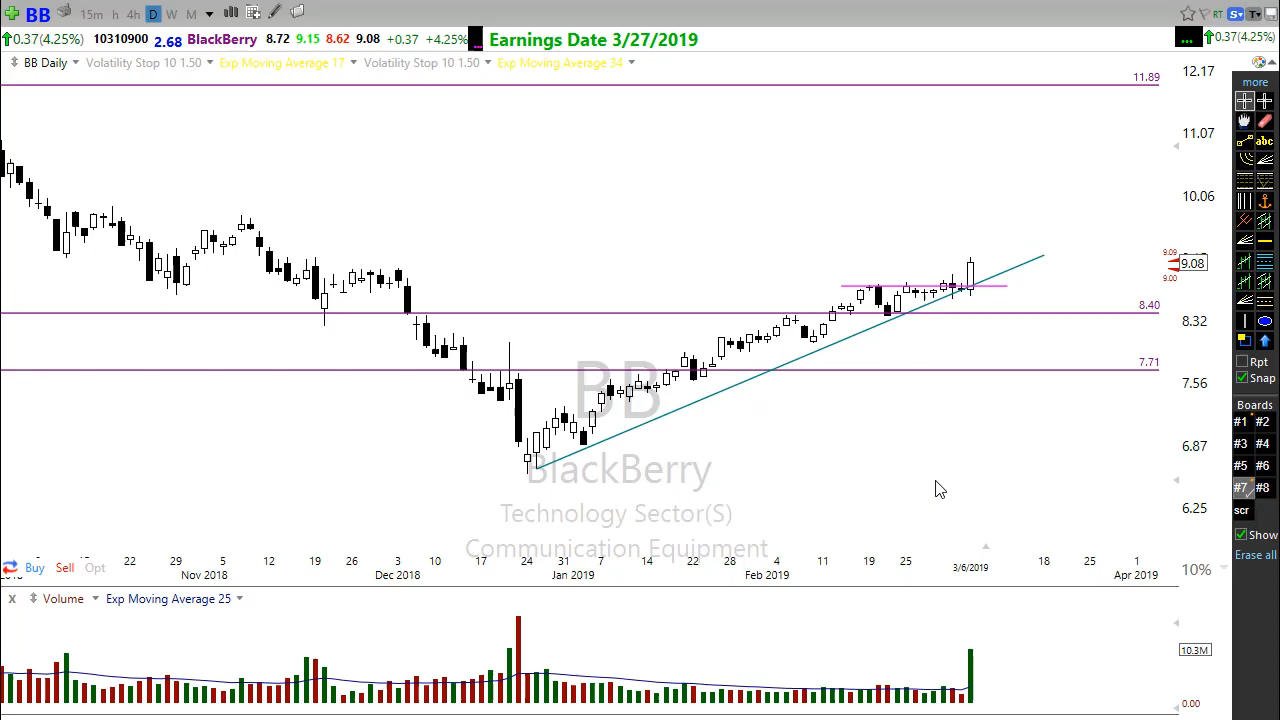 BB 15m h 4h D W M RT S T
0.37(4.25%) 10310900 2.68 BlackBerry 8.72 9.15 8.62 9.08 +0.37 +4.25% ... Earnings Date 3/27/2019 ... 0.37(4.25%)
BB Daily Volatility Stop 10 1.50 Exp Moving Average 17 Volatility Stop 10 1.50 Exp Moving Average 34
12.17
11.89
11.07
10.06
9.09
9.08
9.00
8.40
8.32
7.71
7.56
6.87
6.25
BB
BlackBerry
Technology Sector(S)
Communication Equipment
more
abc
Rpt
Snap
Boards
#1 #2
#3 #4
#5 #6
#7 #8
scr
Show
Erase all
Buy Sell Opt
22 29 5 12 19 26 3 10 17 24 31 7 14 22 28 4 11 19 25 3/6/2019 18 25 1
Nov 2018 Dec 2018 Jan 2019 Feb 2019 Apr 2019
10%
X Volume Exp Moving Average 25
10.3M
0.00